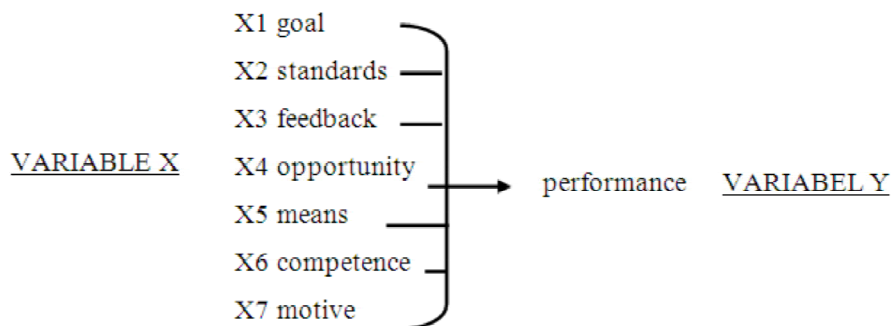 X1 goal
X2 standards
X3 feedback
VARIABLE X
X4 opportunity
performance
VARIABEL Y
X5 means
X6 competence
X7 motive